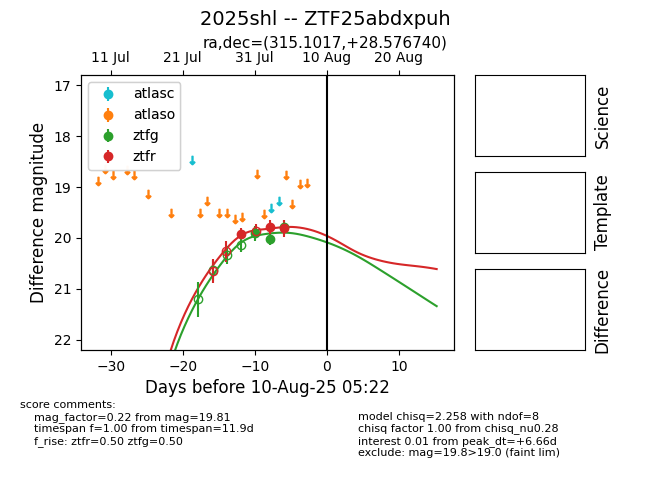 2025shl -- ZTF25abdxpuh
ra,dec=(315.1017,+28.576740)
11 Jul 21 Jul 31 Jul 10 Aug 20 Aug
17
18
19
20
21
22
Difference magnitude
atlasc
atlaso
ztfg
ztfr
−30 −20 −10 0 10
Days before 10-Aug-25 05:22
Science
Template
Difference
score comments:
mag_factor=0.22 from mag=19.81
timespan f=1.00 from timespan=11.9d
f_rise: ztfr=0.50 ztfg=0.50
model chisq=2.258 with ndof=8
chisq factor 1.00 from chisq_nu0.28
interest 0.01 from peak_dt=+6.66d
exclude: mag=19.8>19.0 (faint lim)